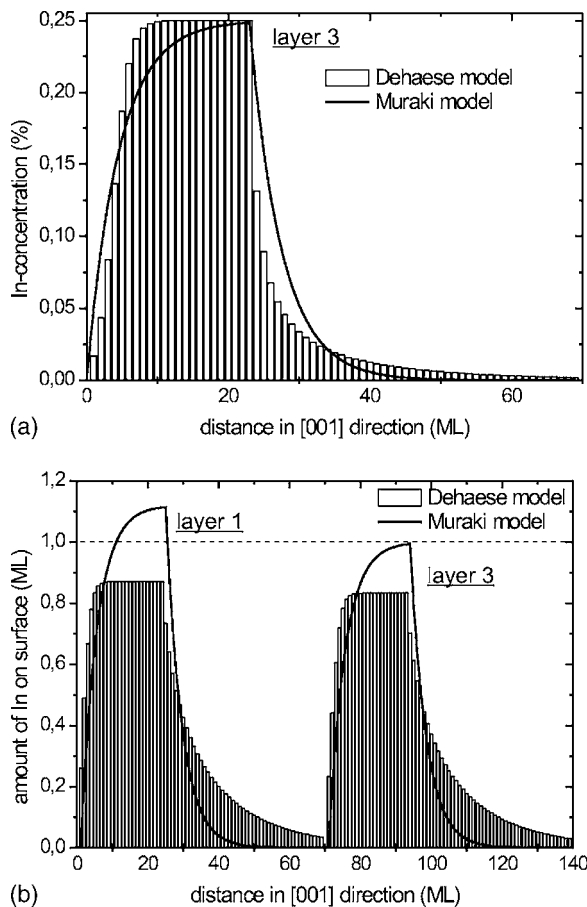 0,25
0,20
0,15
0,10
0,05
0,00
In-concentration (%)
layer 3
Dehaese model
Muraki model
0
20
40
60
distance in [001] direction (ML)
(a)
1,2
1,0
0,8
0,6
0,4
0,2
0,0
amount of In on surface (ML)
layer 1
Dehaese model
Muraki model
layer 3
0
20
40
60
80
100
120
140
distance in [001] direction (ML)
(b)